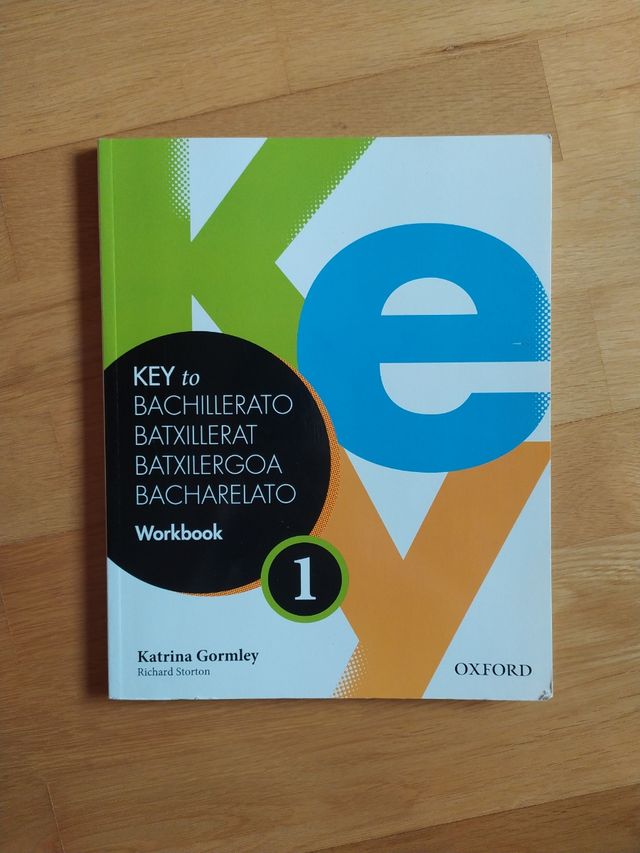 Key
KEY to
BACHILLERATO
BATXILLERAT
BATXILERGOA
BACHARELATO
Workbook
1
Katrina Gormley
Richard Storton
OXFORD